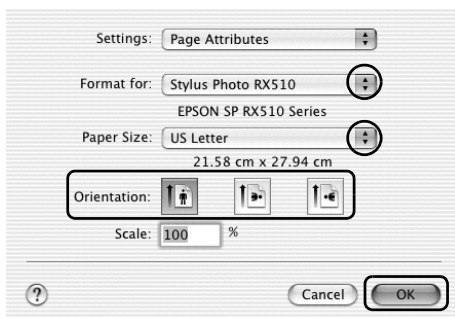 Settings: Page Attributes
Format for: Stylus Photo RX510
EPSON SP RX510 Series
Paper Size: US Letter
21.58 cm x 27.94 cm
Orientation:
Scale: 100 %
? Cancel OK